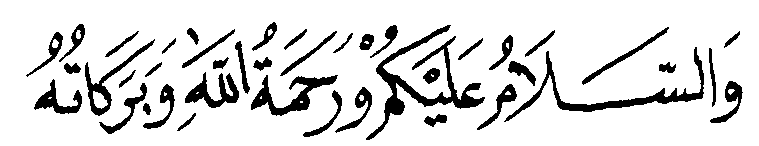 وَالسَّلَامُ عَلَيْكُمْ وَرَحْمَةُ اللهِ وَبَرَكَاتُهُ